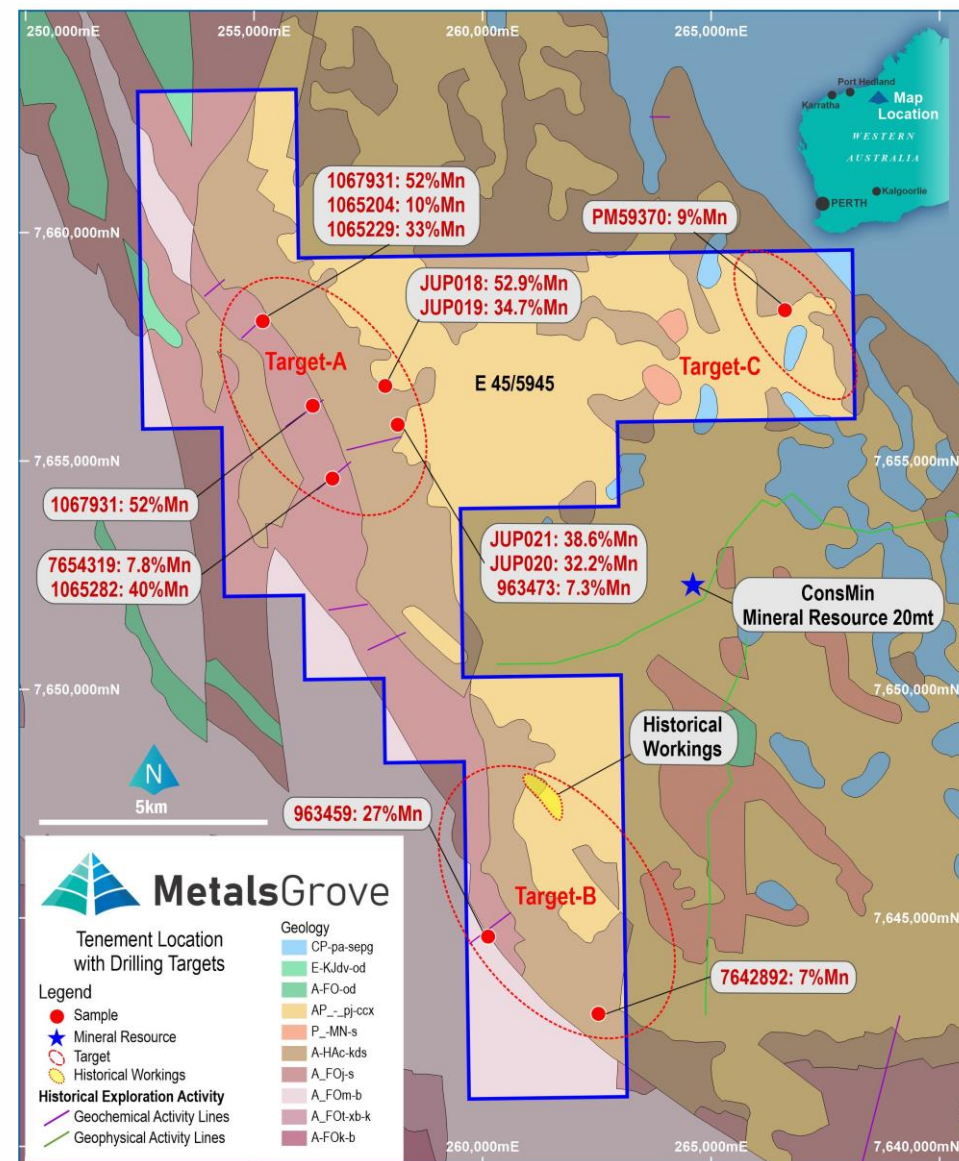 250,000mE
255,000mE
260,000mE
265,000mE
Port Hedland
Karratha
Map
Location
WESTERN
AUSTRALIA
Kalgoorlie
PERTH
1067931: 52%Mn
1065204: 10%Mn
1065229: 33%Mn
PM59370: 9%Mn
7,660,000mN
JUP018: 52.9%Mn
JUP019: 34.7%Mn
Target-A
E 45/5945
Target-C
7,655,000mN
7,655,000mN
1067931: 52%Mn
7654319: 7.8%Mn
1065282: 40%Mn
JUP021: 38.6%Mn
JUP020: 32.2%Mn
963473: 7.3%Mn
ConsMin
Mineral Resource 20mt
7,650,000mN
7,650,000mN
Historical
Workings
N
5km
963459: 27%Mn
Target-B
7,645,000mN
7642892: 7%Mn
MetalsGrove
Tenement Location
with Drilling Targets
Legend
Sample
Mineral Resource
Target
Historical Workings
Historical Exploration Activity
Geochemical Activity Lines
Geophysical Activity Lines
Geology
CP-pa-sepg
E-KJdv-od
A-FO-od
AP_-_pj-ccx
P_-MN-s
A-HAc-kds
A_FOj-s
A_FOm-b
A_FOt-xb-k
A-FOk-b
260,000mE
265,000mE
7,640,000mN